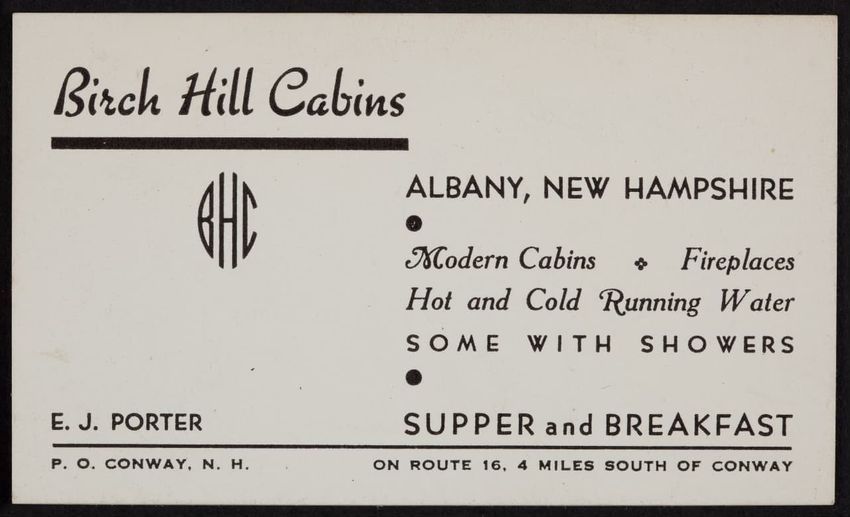 Birch Hill Cabins
BHC
ALBANY, NEW HAMPSHIRE
Modern Cabins Fireplaces
Hot and Cold Running Water
SOME WITH SHOWERS
E. J. PORTER
SUPPER and BREAKFAST
P. O. CONWAY, N. H.
ON ROUTE 16, 4 MILES SOUTH OF CONWAY